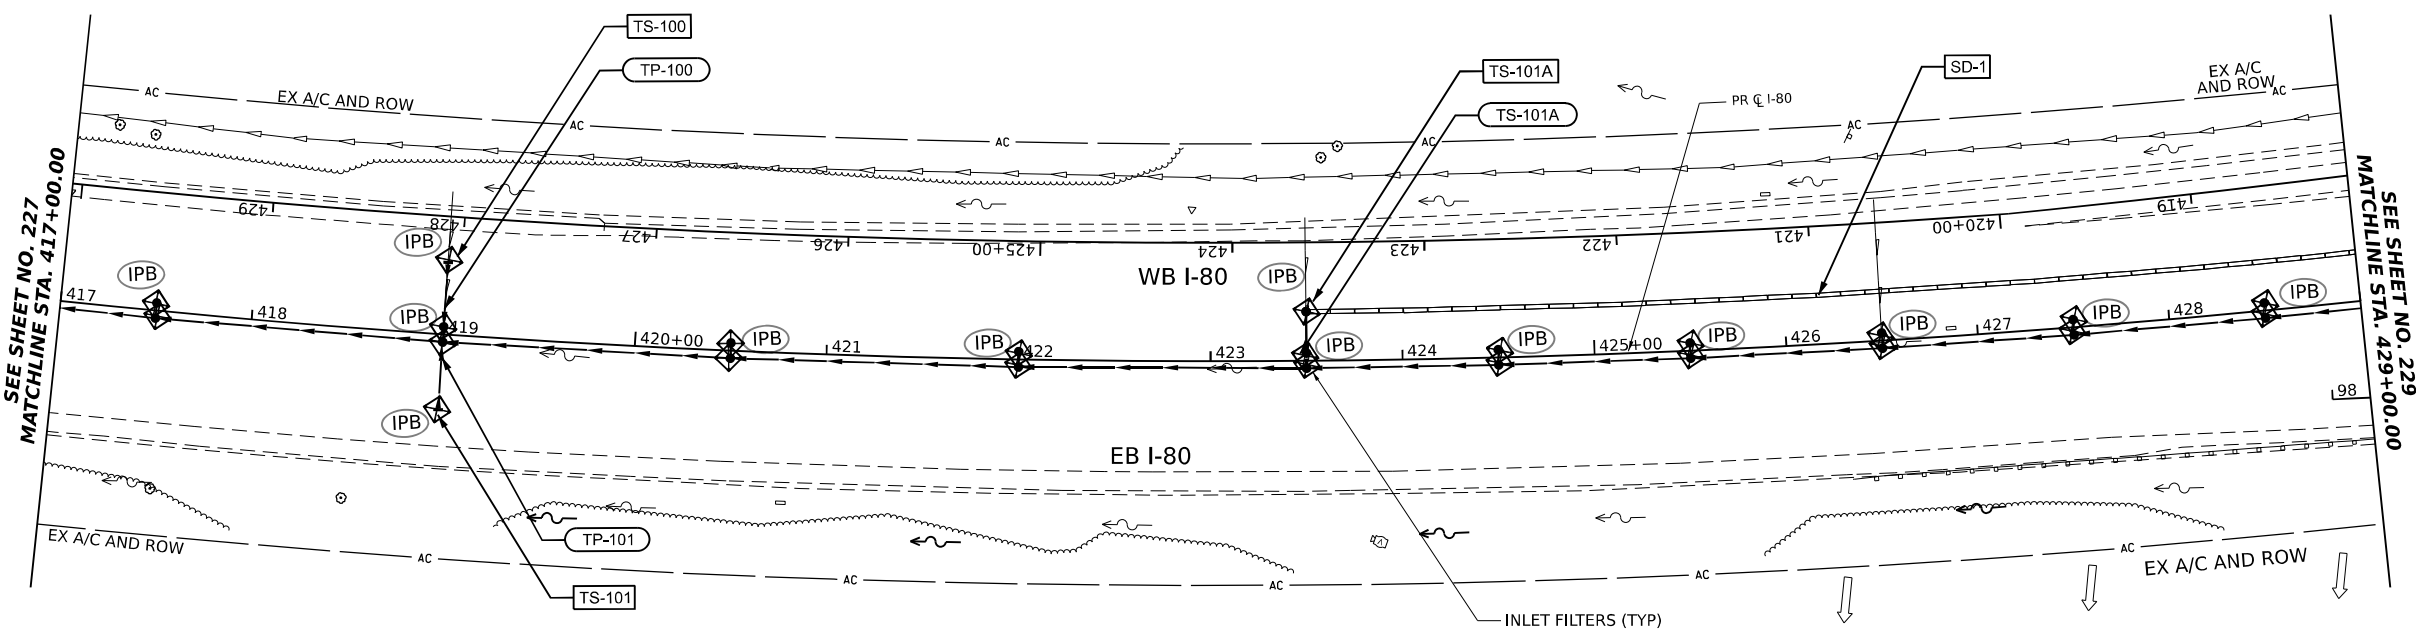 TS-100
TP-100
TS-101A
TS-101A
SD-1
PR ℄ I-80
EX A/C
AND ROW
AC
EX A/C AND ROW
AC
AC
AC
AC
AC
SEE SHEET NO. 227
MATCHLINE STA. 417+00.00
429
428
427
426
425+00
424
423
422
421
420+00
419
WB I-80
IPB
IPB
IPB
IPB
IPB
IPB
IPB
IPB
IPB
IPB
IPB
IPB
IPB
IPB
417
418
419
420+00
421
422
423
424
425+00
426
427
428
98
SEE SHEET NO. 229
MATCHLINE STA. 429+00.00
EB I-80
EX A/C AND ROW
AC
AC
AC
AC
AC
EX A/C AND ROW
TP-101
TS-101
INLET FILTERS (TYP)